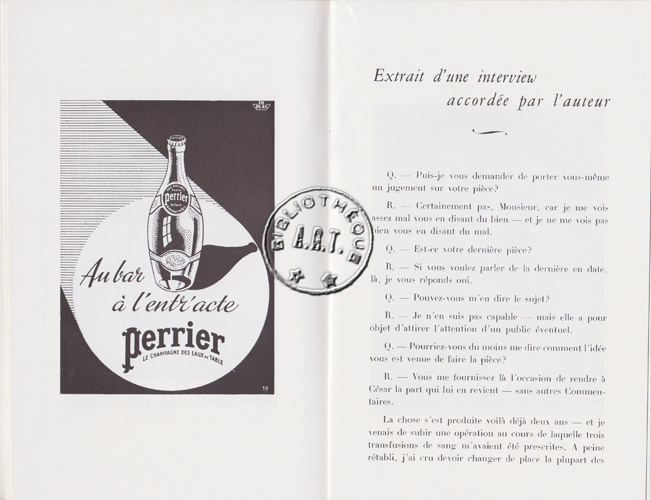 perrier
Au bar
à l'entr'acte
perrier
LE CHAMPAGNE DES EAUX DE TABLE
19
BIBLIOTHÈQUE
A.R.T.
Extrait d'une interview
accordée par l'auteur
Q. — Puis-je vous demander de porter vous-même
un jugement sur votre pièce?
R. — Certainement pas, Monsieur, car je me vois
assez mal vous en disant du bien — et je ne me vois pas
bien vous en disant du mal.
Q. — Est-ce votre dernière pièce?
R. — Si vous voulez parler de la dernière en date,
là, je vous réponds oui.
Q. — Pouvez-vous m'en dire le sujet?
R. — Je n'en suis pas capable — mais elle a pour
objet d'attirer l'attention d'un public éventuel.
Q. — Pourriez-vous du moins me dire comment l'idée
vous est venue de faire la pièce?
R. — Vous me fournissez là l'occasion de rendre à
César la part qui lui en revient — sans autres Commen-
taires.
La chose s'est produite voilà déjà deux ans — et je
venais de subir une opération au cours de laquelle trois
transfusions de sang m'avaient été prescrites. A peine
rétabli, j'ai cru devoir changer de place la plupart des